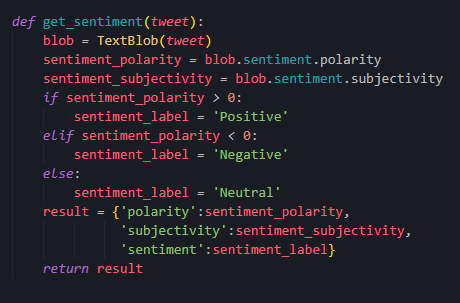 def get_sentiment(tweet):
    blob = TextBlob(tweet)
    sentiment_polarity = blob.sentiment.polarity
    sentiment_subjectivity = blob.sentiment.subjectivity
    if sentiment_polarity > 0:
        sentiment_label = 'Positive'
    elif sentiment_polarity < 0:
        sentiment_label = 'Negative'
    else:
        sentiment_label = 'Neutral'
    result = {'polarity':sentiment_polarity,
              'subjectivity':sentiment_subjectivity,
              'sentiment':sentiment_label}
    return result